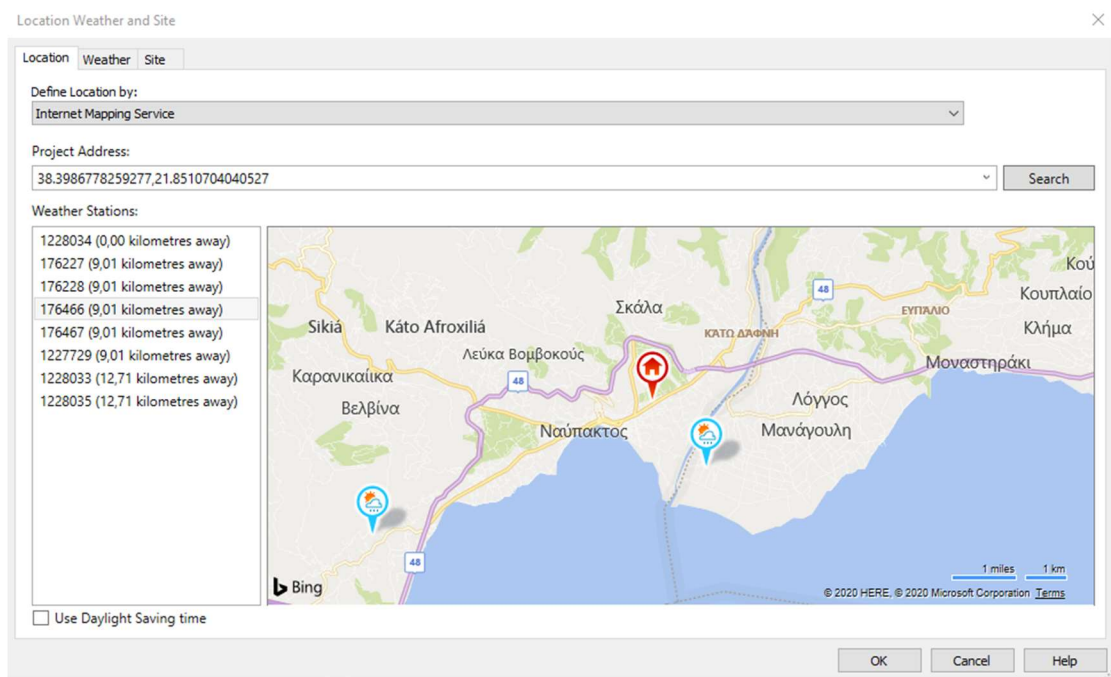 Location Weather and Site
Location Weather Site
Define Location by:
Internet Mapping Service
Project Address:
38.3986778259277,21.8510704040527
Search
Weather Stations:
1228034 (0,00 kilometres away)
176227 (9,01 kilometres away)
176228 (9,01 kilometres away)
176466 (9,01 kilometres away)
176467 (9,01 kilometres away)
1227729 (9,01 kilometres away)
1228033 (12,71 kilometres away)
1228035 (12,71 kilometres away)
Κού
48
Κουπλαίο
Σκάλα
ΕΥΠΑΛΙΟ
Sikiá
Káto Afroxiliá
ΚΑΤΩ ΔΑΦΝΗ
Κλήμα
Λεύκα Βομβοκούς
Μοναστηράκι
Καρανικαίικα
48
Βελβίνα
Λόγγος
Ναύπακτος
Μανάγουλη
48
Bing
1 miles 1 km
© 2020 HERE, © 2020 Microsoft Corporation Terms
Use Daylight Saving time
OK Cancel Help